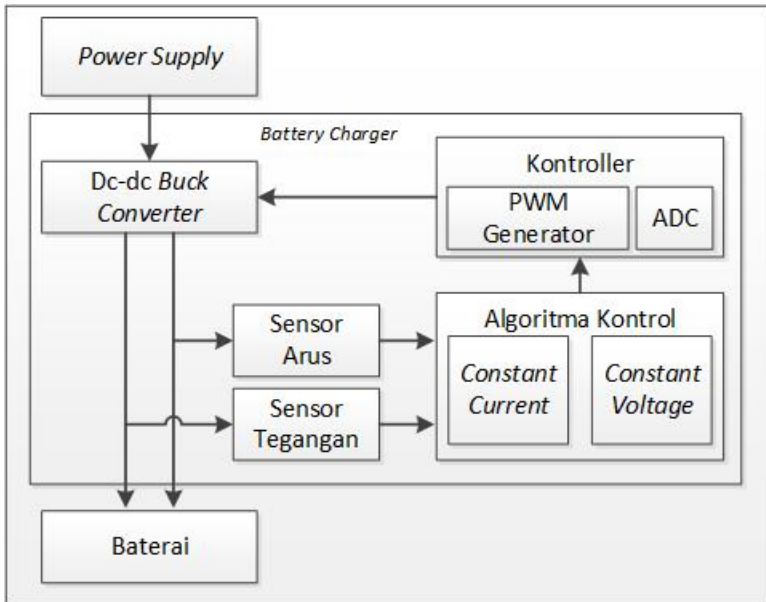 Power Supply
Battery Charger
Dc-dc Buck
Converter
Kontroller
PWM
Generator
ADC
Sensor
Arus
Sensor
Tegangan
Algoritma Kontrol
Constant
Current
Constant
Voltage
Baterai